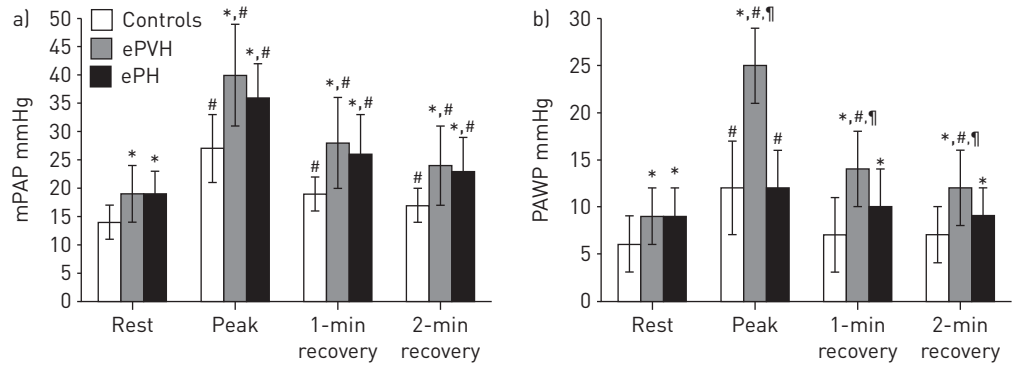 a)
Controls
ePVH
ePH
mPAP mmHg
50
45
40
35
30
25
20
15
10
5
0
*
*
#
*,#
*,#
#
*,#
*,#
#
*,#
*,#
Rest
Peak
1-min
recovery
2-min
recovery
b)
PAWP mmHg
30
25
20
15
10
5
0
*
*
#
*,#,¶
#
*,#,¶
*
*,#,¶
*
Rest
Peak
1-min
recovery
2-min
recovery